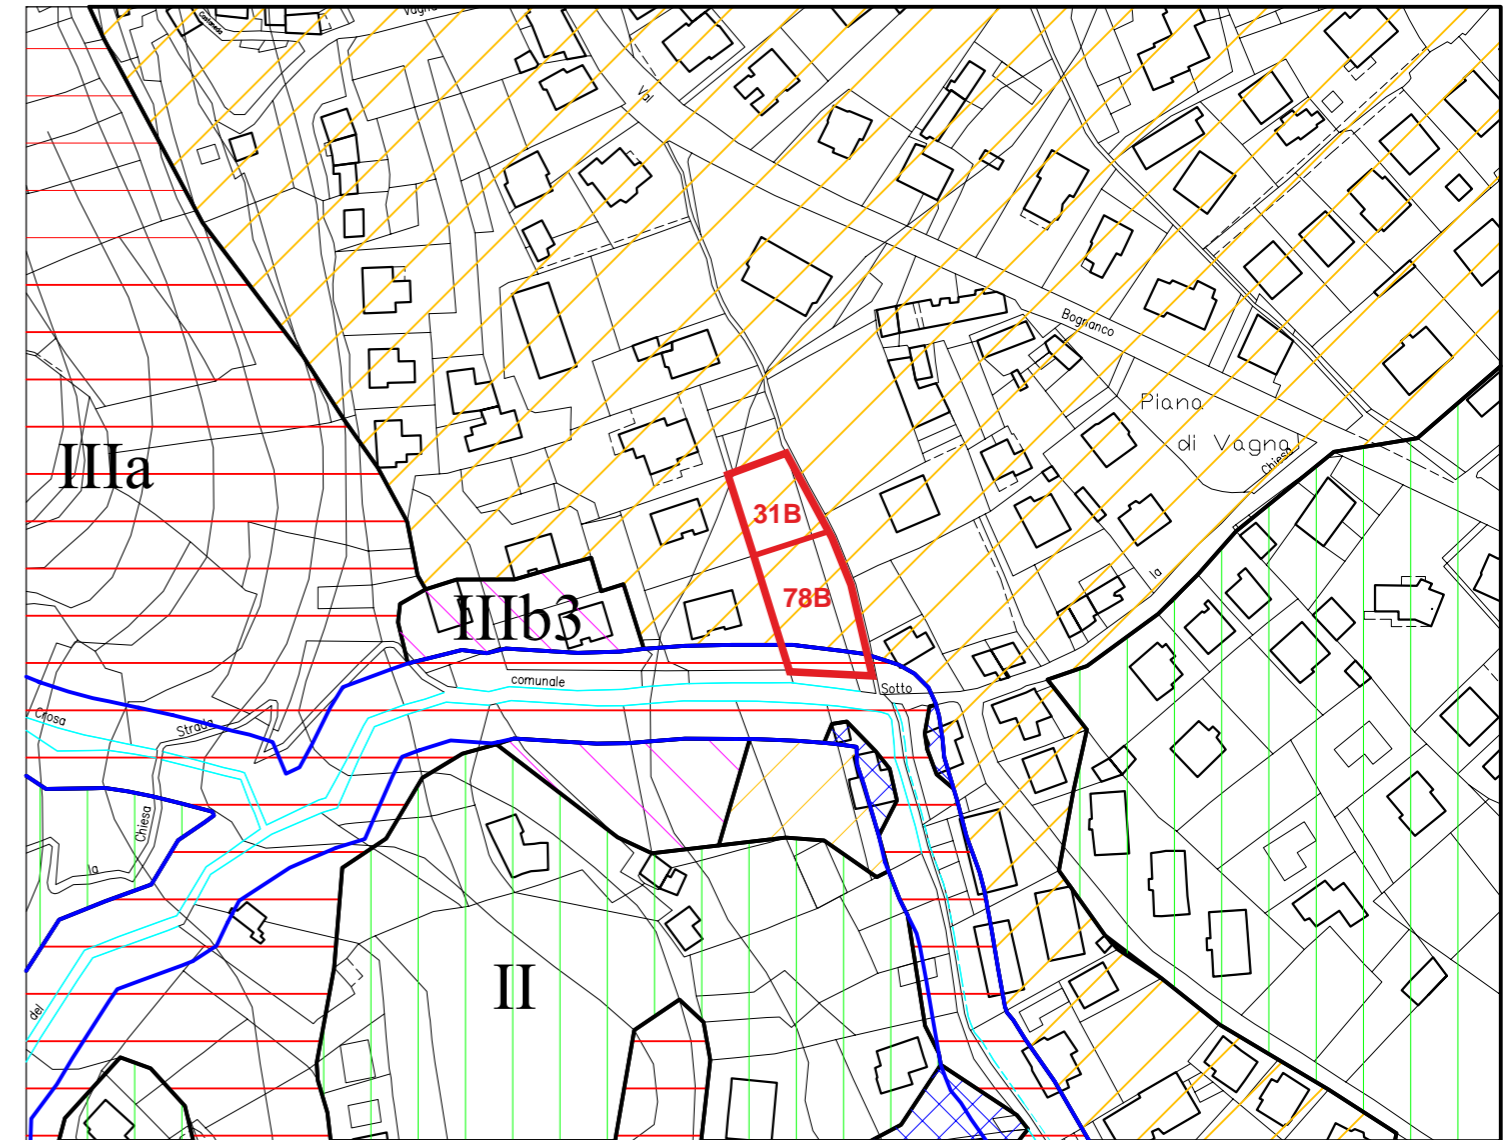 Vagna
Val
Bognanco
Piano
di Vagna
Chiesa
la
IIIa
31B
78B
IIIb3
comunale
Sotto
Crosa
Strada
Chiesa
la
II
del